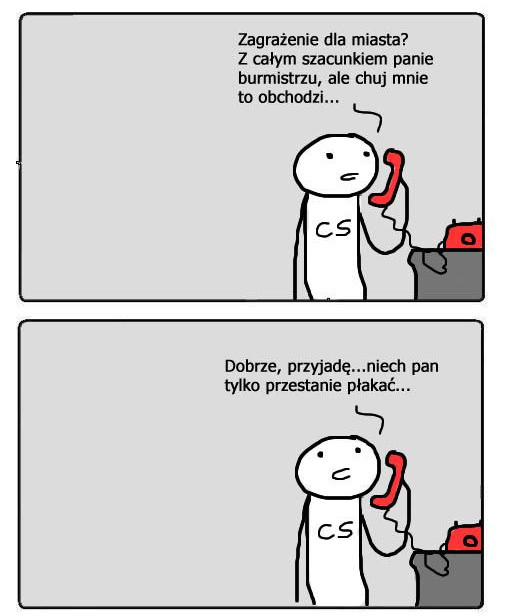 Zagrażenie dla miasta?
Z całym szacunkiem panie
burmistrzu, ale chuj mnie
to obchodzi...
CS
Dobrze, przyjadę...niech pan
tylko przestanie płakać...
CS